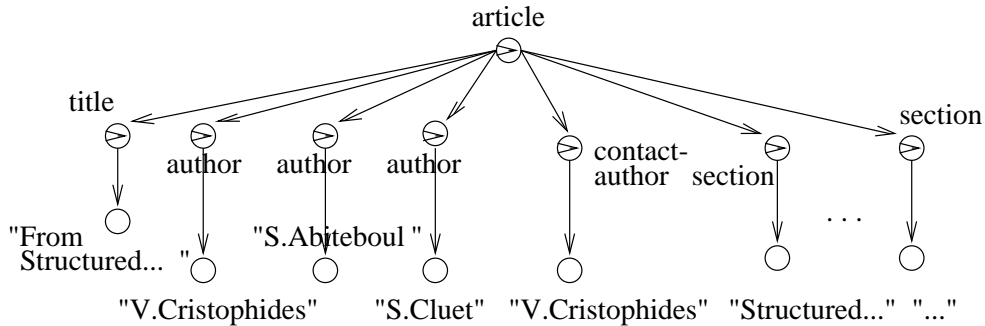 article
title
section
author
author
author
contact-
author
section
"From
Structured... "
"S.Abiteboul "
. . .
"V.Cristophides"
"S.Cluet"
"V.Cristophides"
"Structured..."
"..."